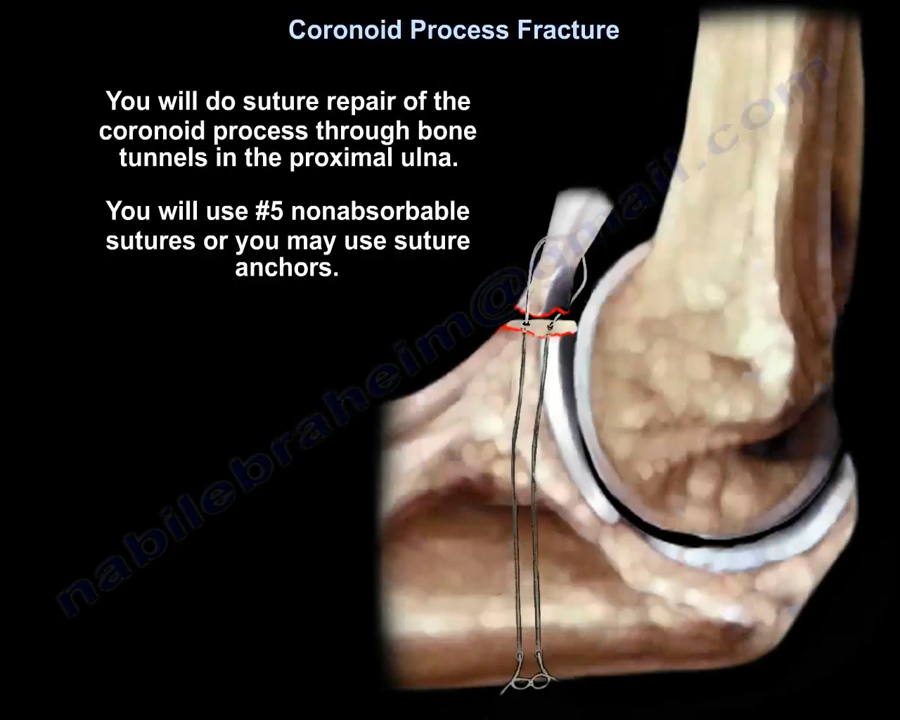 Coronoid Process Fracture
You will do suture repair of the
coronoid process through bone
tunnels in the proximal ulna.
You will use #5 nonabsorbable
sutures or you may use suture
anchors.
nabilebraheim@gmail.com